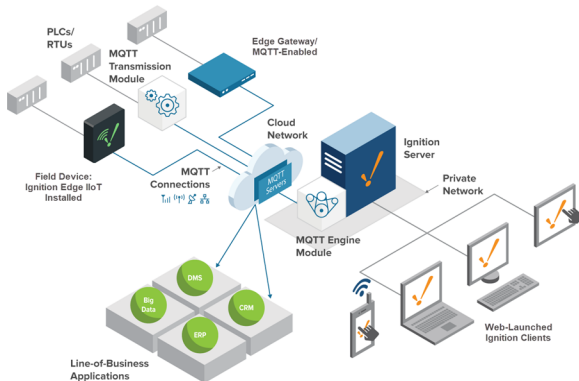 PLCs/
RTUs
MQTT
Transmission
Module
Edge Gateway/
MQTT-Enabled
Cloud
Network
Ignition
Server
Field Device:
Ignition Edge IIoT
Installed
MQTT
Connections
MQTT
Servers
Private
Network
MQTT Engine
Module
DMS
Big
Data
CRM
ERP
Line-of-Business
Applications
Web-Launched
Ignition Clients